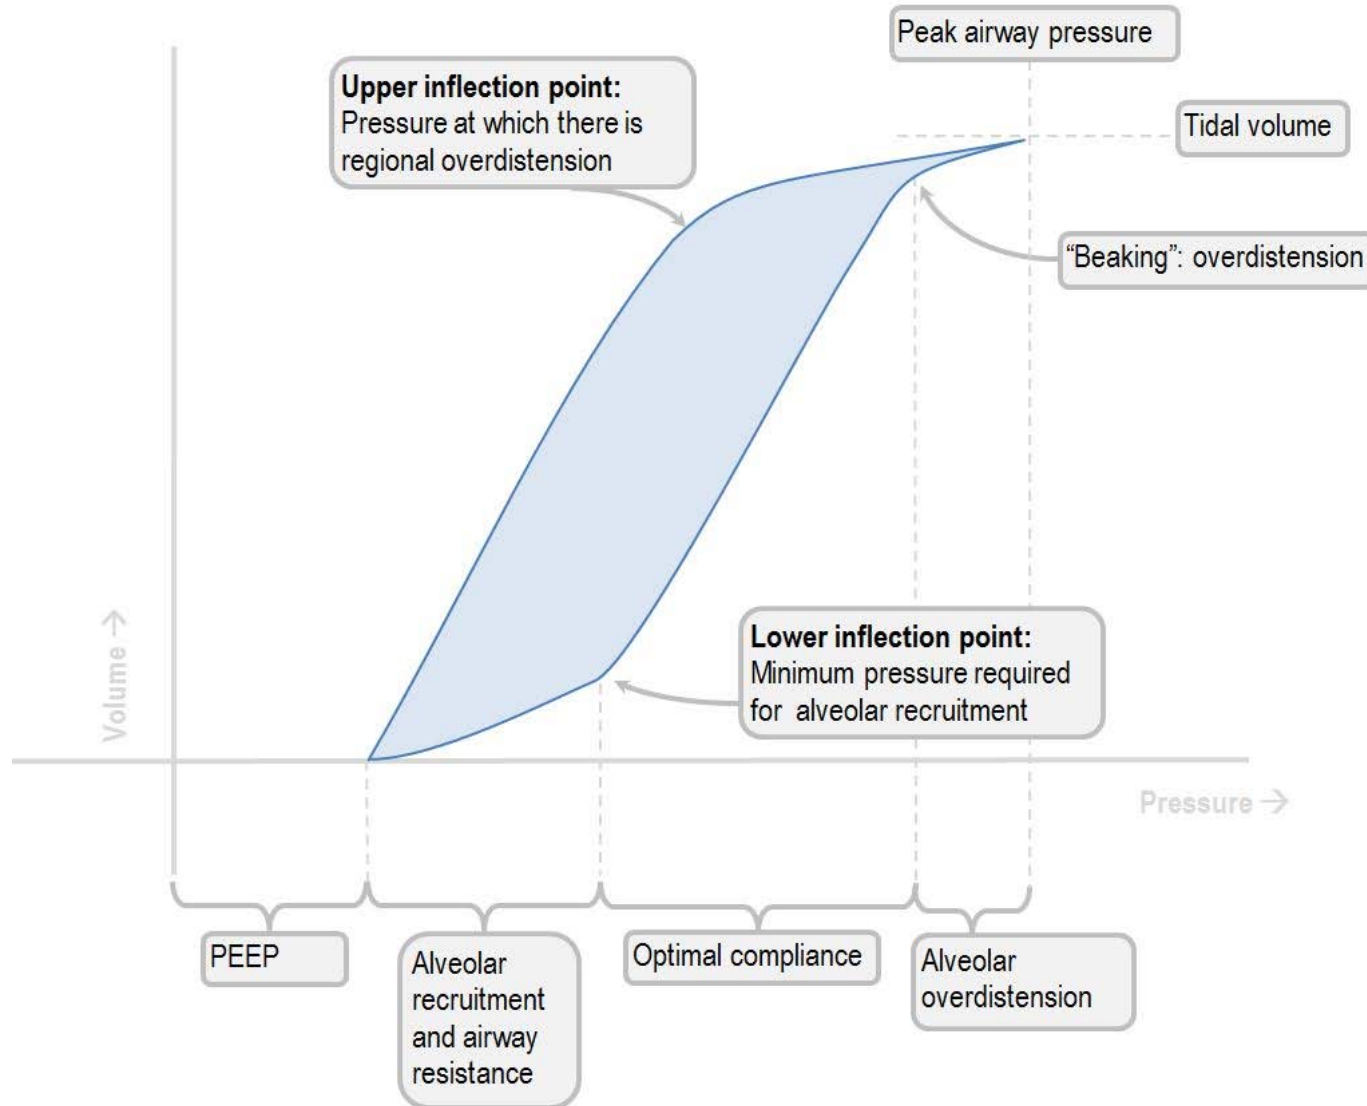 Peak airway pressure
Upper inflection point:
Pressure at which there is
regional overdistension
Tidal volume
“Beaking”: overdistension
Lower inflection point:
Minimum pressure required
for alveolar recruitment
Volume →
Pressure →
PEEP
Alveolar
recruitment
and airway
resistance
Optimal compliance
Alveolar
overdistension